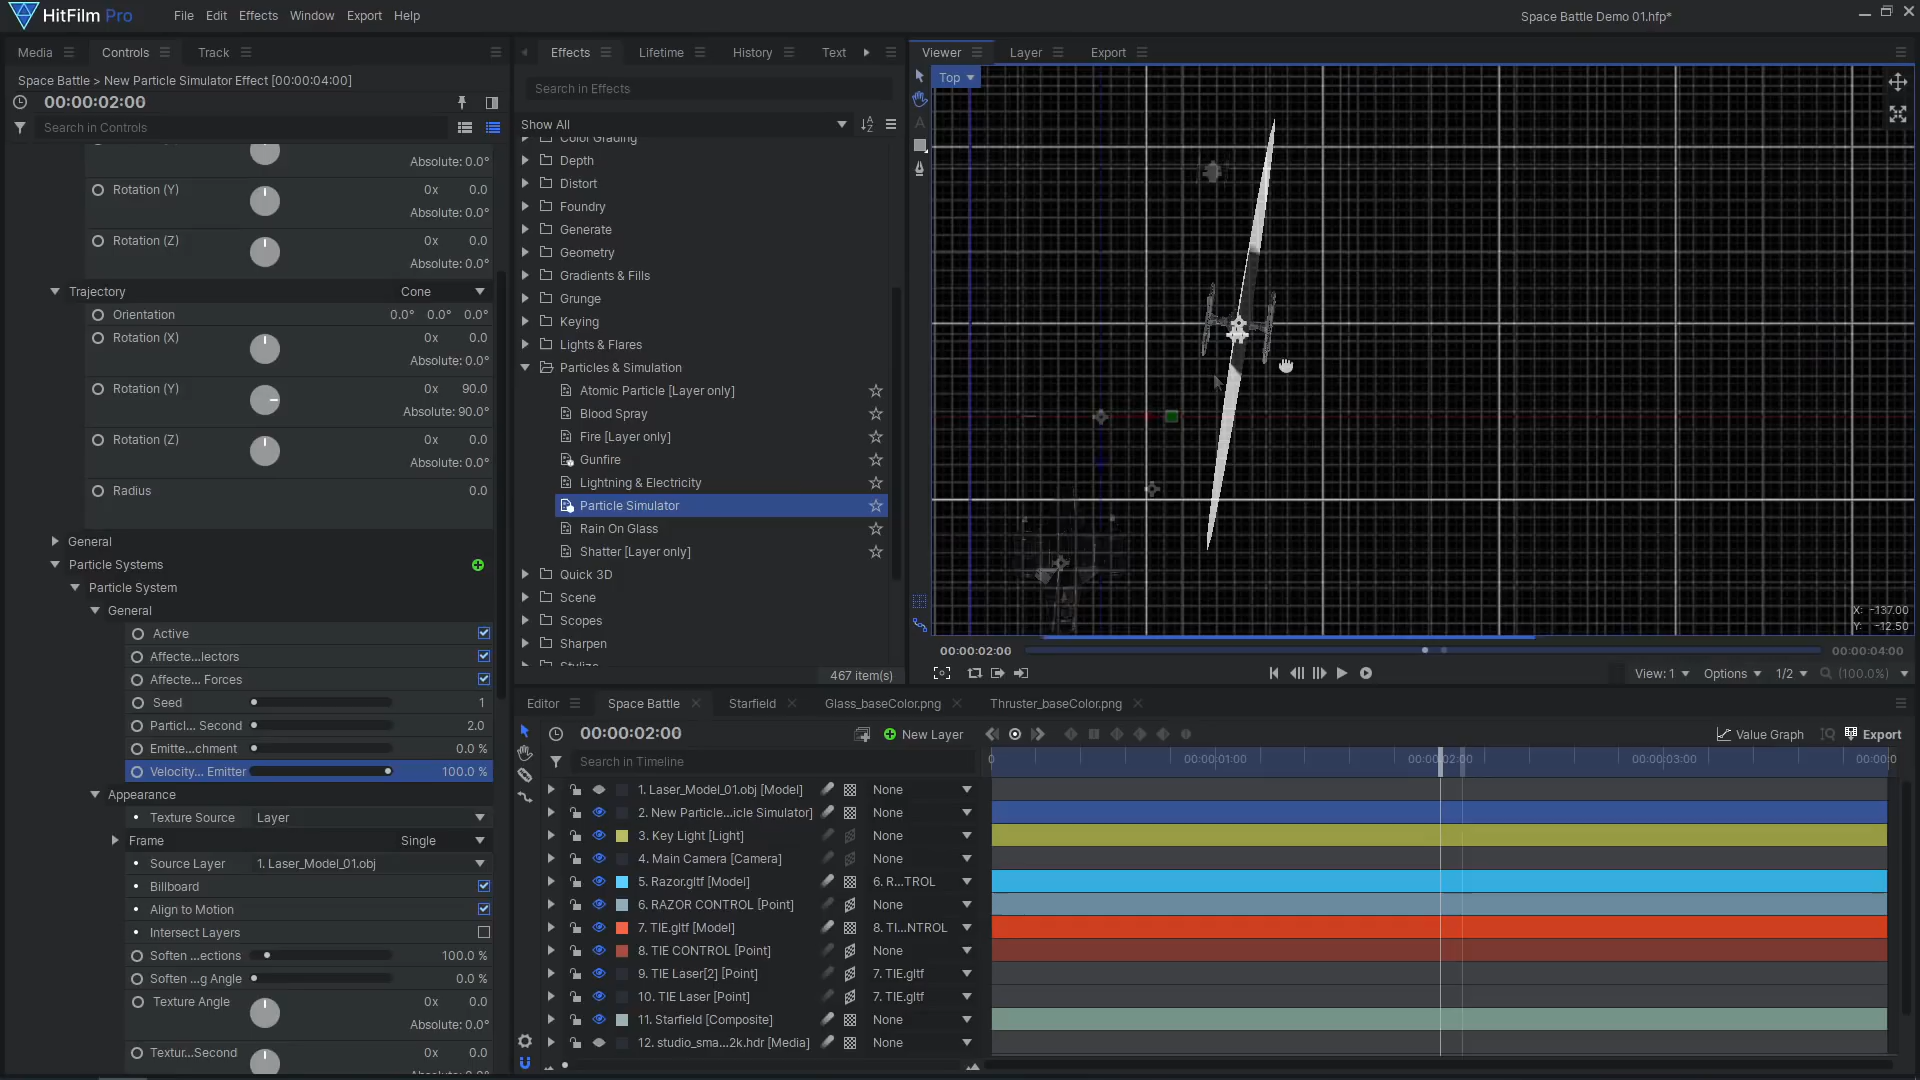 HitFilm Pro
File Edit Effects Window Export Help
Space Battle Demo 01.hfp*
Media Controls Track
Effects Lifetime History Text
Viewer Layer Export
Space Battle > New Particle Simulator Effect [00:00:04:00]
00:00:02:00
Search in Controls
Absolute: 0.0°
Rotation (Y) 0x 0.0
Absolute: 0.0°
Rotation (Z) 0x 0.0
Absolute: 0.0°
Trajectory Cone
Orientation 0.0° 0.0° 0.0°
Rotation (X) 0x 0.0
Absolute: 0.0°
Rotation (Y) 0x 90.0
Absolute: 90.0°
Rotation (Z) 0x 0.0
Absolute: 0.0°
Radius 0.0
General
Particle Systems
Particle System
General
Active
Affecte...lectors
Affecte... Forces
Seed 1
Particl... Second 2.0
Emitte...chment 0.0 %
Velocity... Emitter 100.0 %
Appearance
Texture Source Layer
Frame Single
Source Layer 1. Laser_Model_01.obj
Billboard
Align to Motion
Intersect Layers
Soften ...ections 100.0 %
Soften ...g Angle 0.0 %
Texture Angle 0x 0.0
Absolute: 0.0°
Textur...Second 0x 0.0
Search in Effects
Show All
Color Grading
Depth
Distort
Foundry
Generate
Geometry
Gradients & Fills
Grunge
Keying
Lights & Flares
Particles & Simulation
Atomic Particle [Layer only]
Blood Spray
Fire [Layer only]
Gunfire
Lightning & Electricity
Particle Simulator
Rain On Glass
Shatter [Layer only]
Quick 3D
Scene
Scopes
Sharpen
Stylize
467 item(s)
Top
X: -137.00
Y: -12.50
00:00:02:00
00:00:04:00
View: 1 Options 1/2 (100.0%)
Editor Space Battle Starfield Glass_baseColor.png Thruster_baseColor.png
00:00:02:00 New Layer
Value Graph Export
Search in Timeline
0 00:00:01:00 00:00:02:00 00:00:03:00 00:00:0
1. Laser_Model_01.obj [Model] None
2. New Particle...icle Simulator] None
3. Key Light [Light] None
4. Main Camera [Camera] None
5. Razor.gltf [Model] 6. R...TROL
6. RAZOR CONTROL [Point] None
7. TIE.gltf [Model] 8. TI...NTROL
8. TIE CONTROL [Point] None
9. TIE Laser[2] [Point] 7. TIE.gltf
10. TIE Laser [Point] 7. TIE.gltf
11. Starfield [Composite] None
12. studio_sma...2k.hdr [Media] None